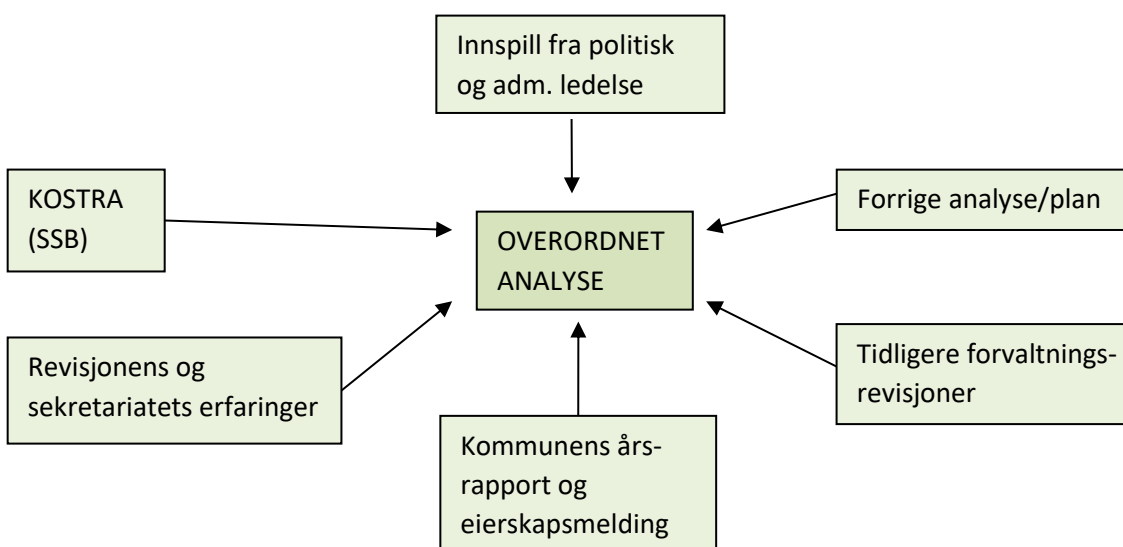 Innspill fra politisk
og adm. ledelse
KOSTRA
(SSB)
Forrige analyse/plan
OVERORDNET
ANALYSE
Revisjonens og
sekretariatets erfaringer
Tidligere forvaltnings-
revisjoner
Kommunens års-
rapport og
eierskapsmelding